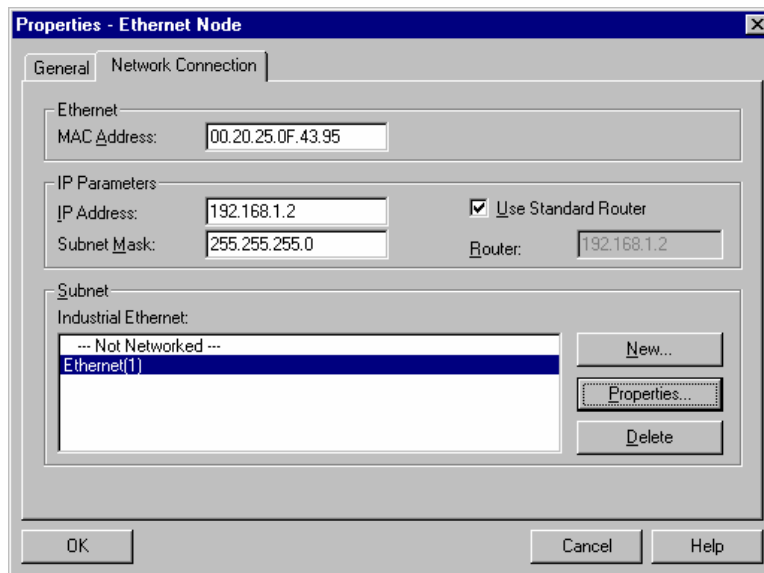 Properties - Ethernet Node
General
Network Connection
Ethernet
MAC Address:
00.20.25.0F.43.95
IP Parameters
IP Address:
192.168.1.2
Use Standard Router
Subnet Mask:
255.255.255.0
Router:
192.168.1.2
Subnet
Industrial Ethernet:
--- Not Networked ---
Ethernet(1)
New...
Properties...
Delete
OK
Cancel
Help